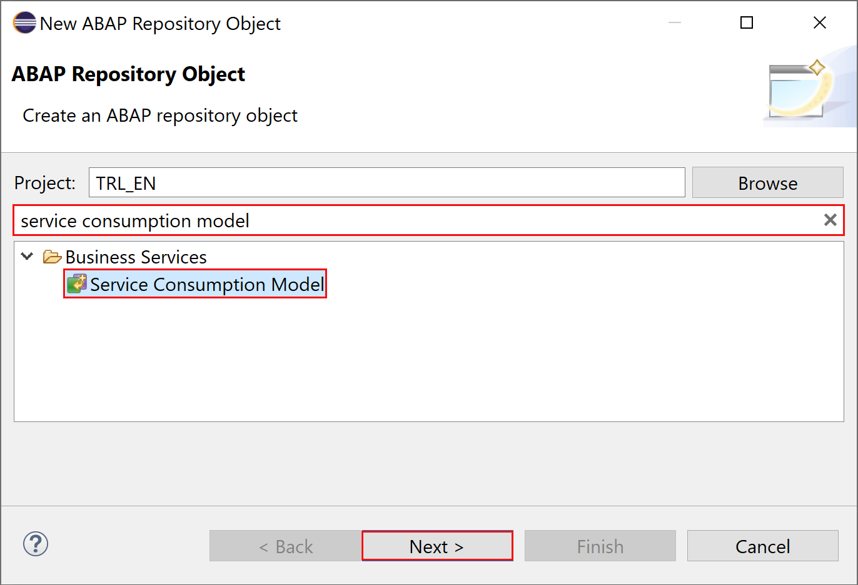 New ABAP Repository Object
ABAP Repository Object
Create an ABAP repository object
Project: TRL_EN Browse
service consumption model
Business Services
Service Consumption Model
? < Back Next > Finish Cancel